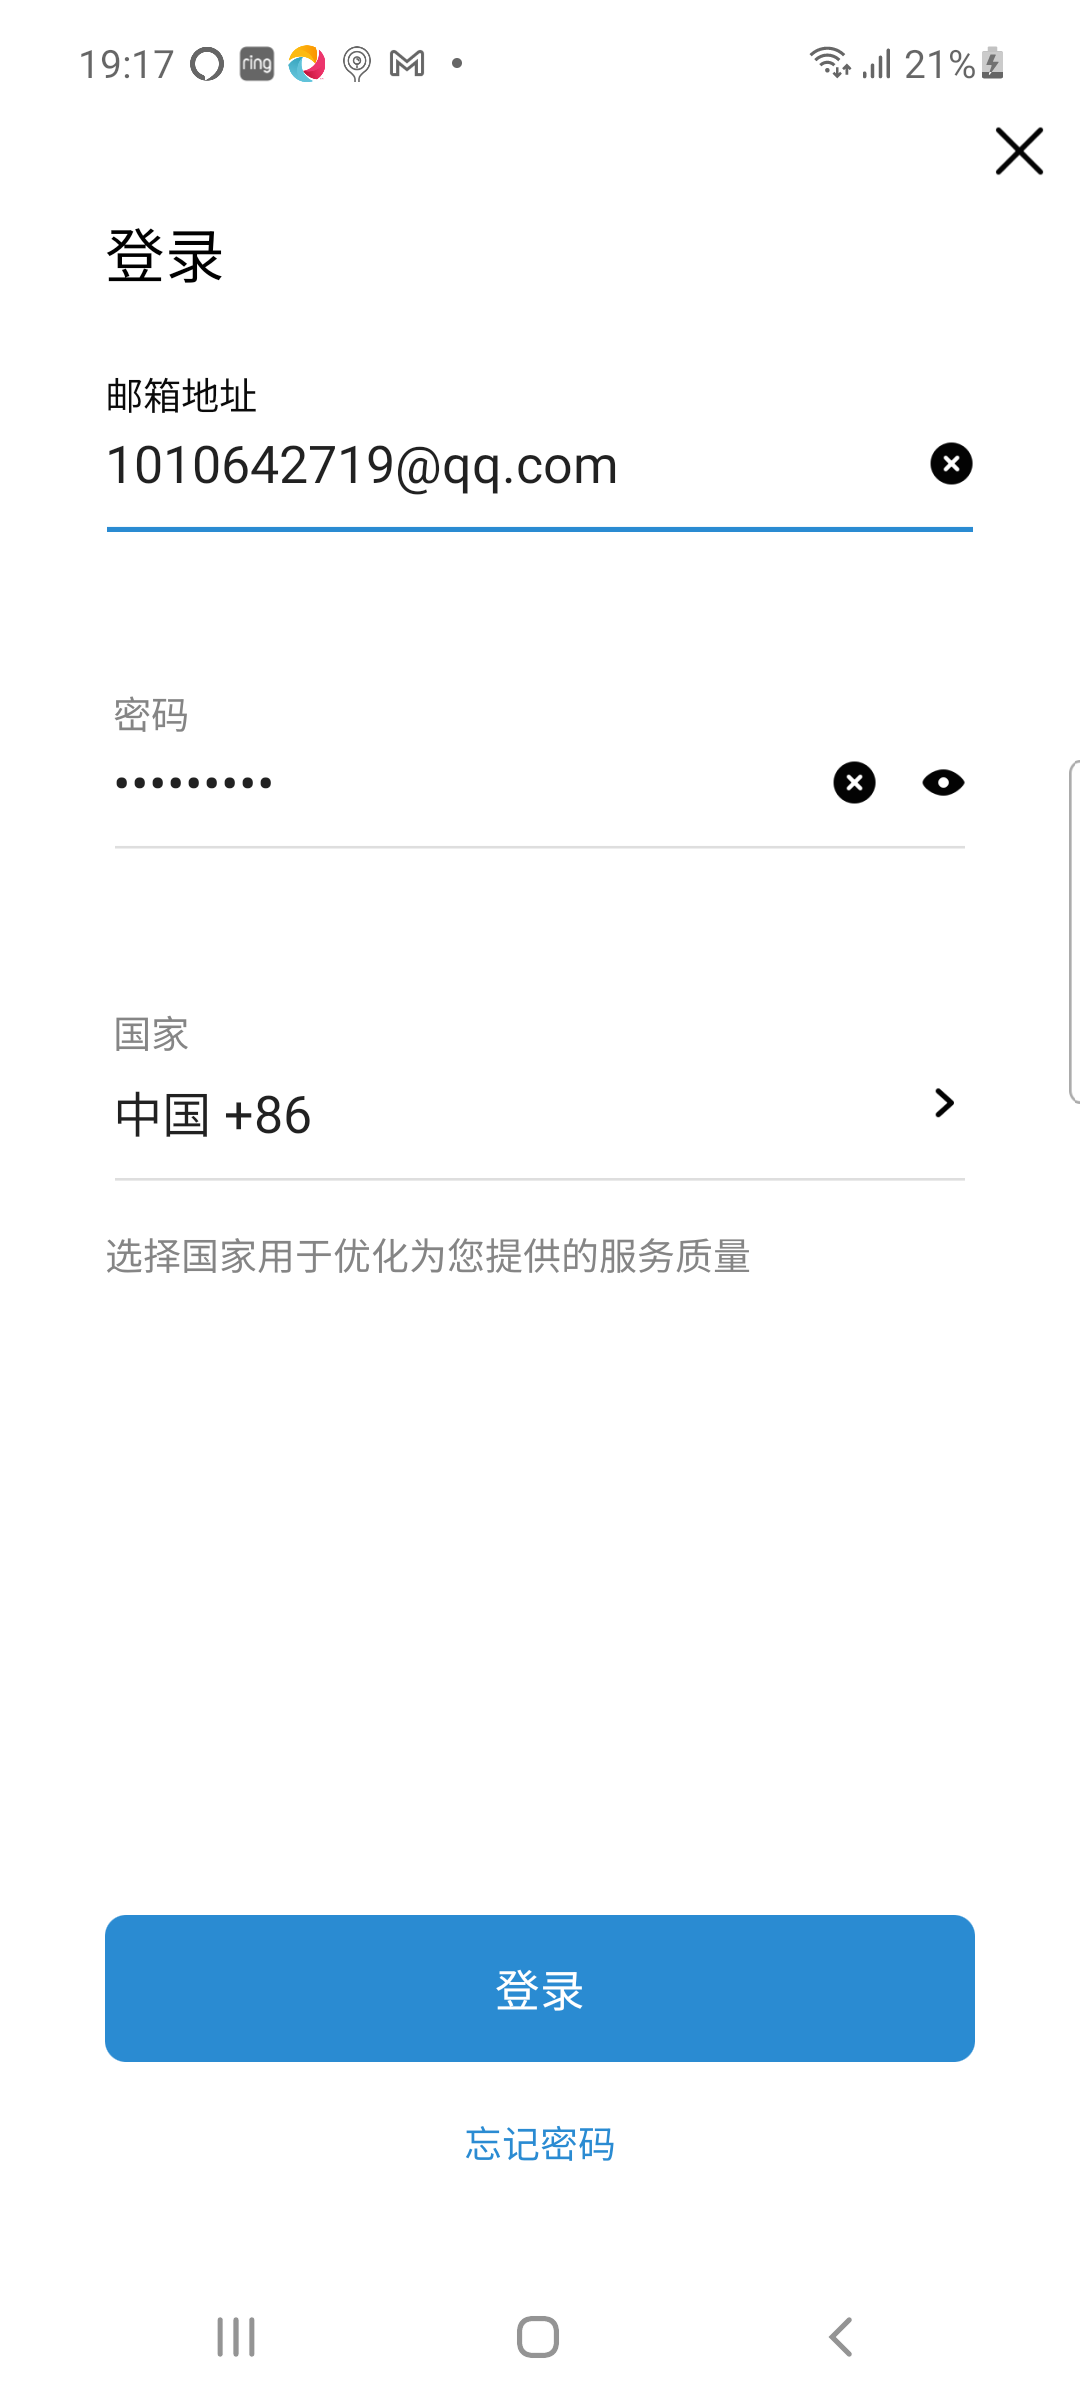 19:17 ring 21%
登录
邮箱地址
1010642719@qq.com
密码
•••••••••
国家
中国 +86
选择国家用于优化为您提供的服务质量
登录
忘记密码